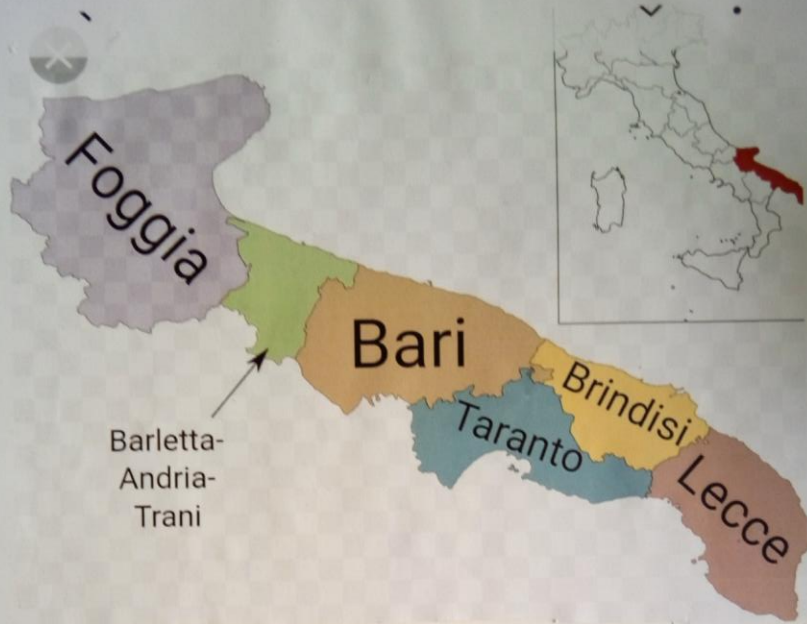 Foggia
Bari
Brindisi
Taranto
Lecce
Barletta-
Andria-
Trani